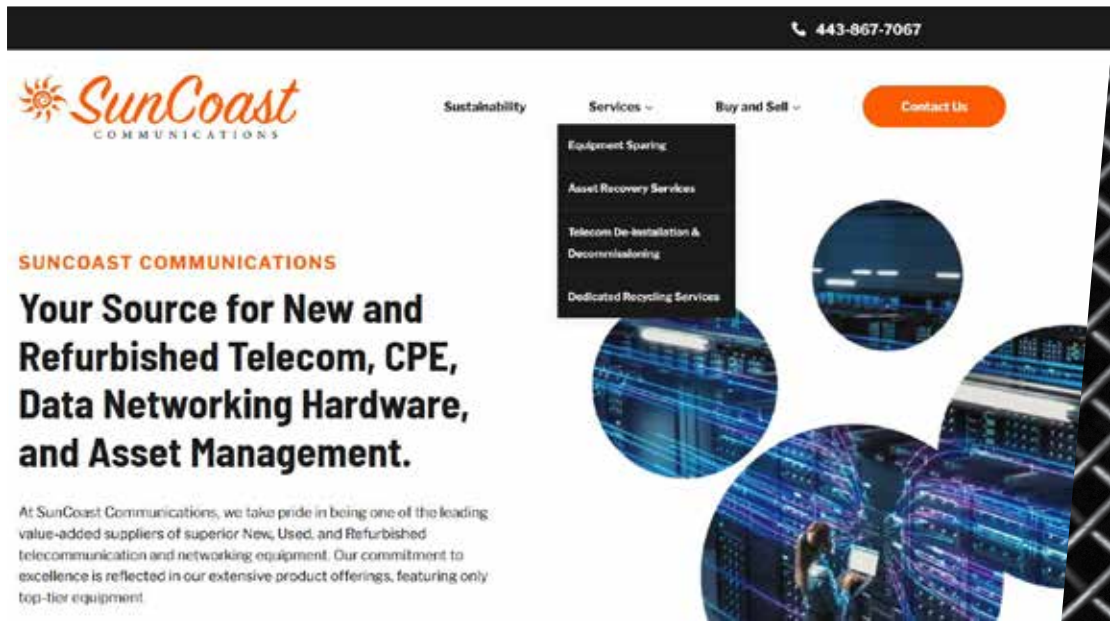 443-867-7067
SunCoast
COMMUNICATIONS
Sustainability
Services
Buy and Sell
Contact Us
Equipment Sparing
Asset Recovery Services
Telecom De-Installation &
Decommissioning
Dedicated Recycling Services
SUNCOAST COMMUNICATIONS
Your Source for New and
Refurbished Telecom, CPE,
Data Networking Hardware,
and Asset Management.
At SunCoast Communications, we take pride in being one of the leading
value-added suppliers of superior New, Used, and Refurbished
telecommunication and networking equipment. Our commitment to
excellence is reflected in our extensive product offerings, featuring only
top-tier equipment